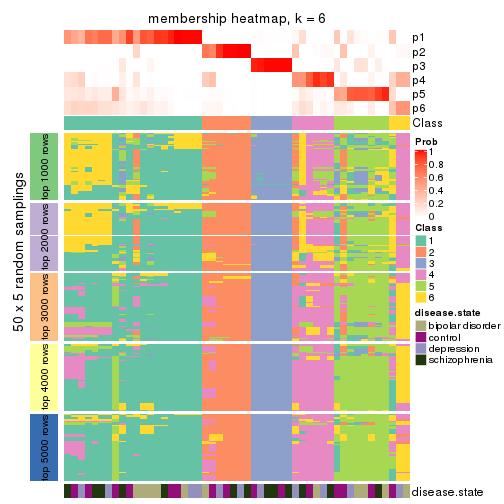 membership heatmap, k = 6
p1
p2
p3
p4
p5
p6
Class
50 x 5 random samplings
top 1000 rows
top 2000 rows
top 3000 rows
top 4000 rows
top 5000 rows
disease.state
Prob
1
0.8
0.6
0.4
0.2
0
Class
1
2
3
4
5
6
disease.state
bipolar disorder
control
depression
schizophrenia